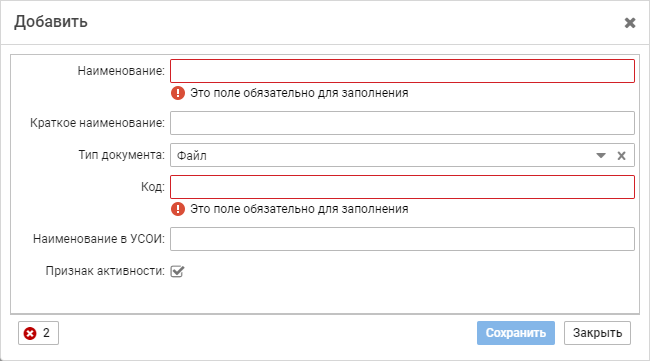 Добавить
Наименование:
Это поле обязательно для заполнения
Краткое наименование:
Тип документа: Файл
Код:
Это поле обязательно для заполнения
Наименование в УСОИ:
Признак активности:
2 Сохранить Закрыть